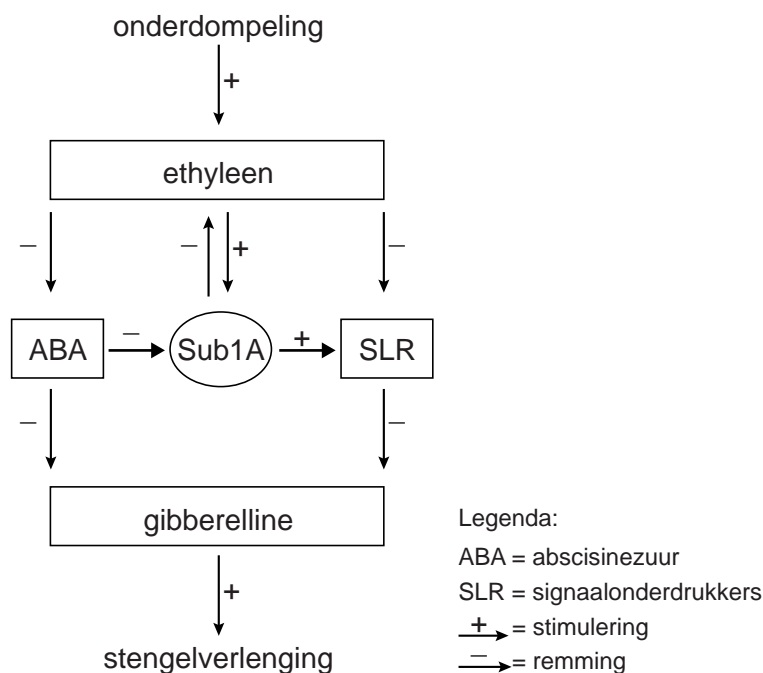 onderdompeling
+
ethyleen
– – + –
ABA – Sub1A + SLR
– –
gibberelline
+
stengelverlenging
Legenda:
ABA = abscisinezuur
SLR = signaalonderdrukkers
+ = stimulering
– = remming